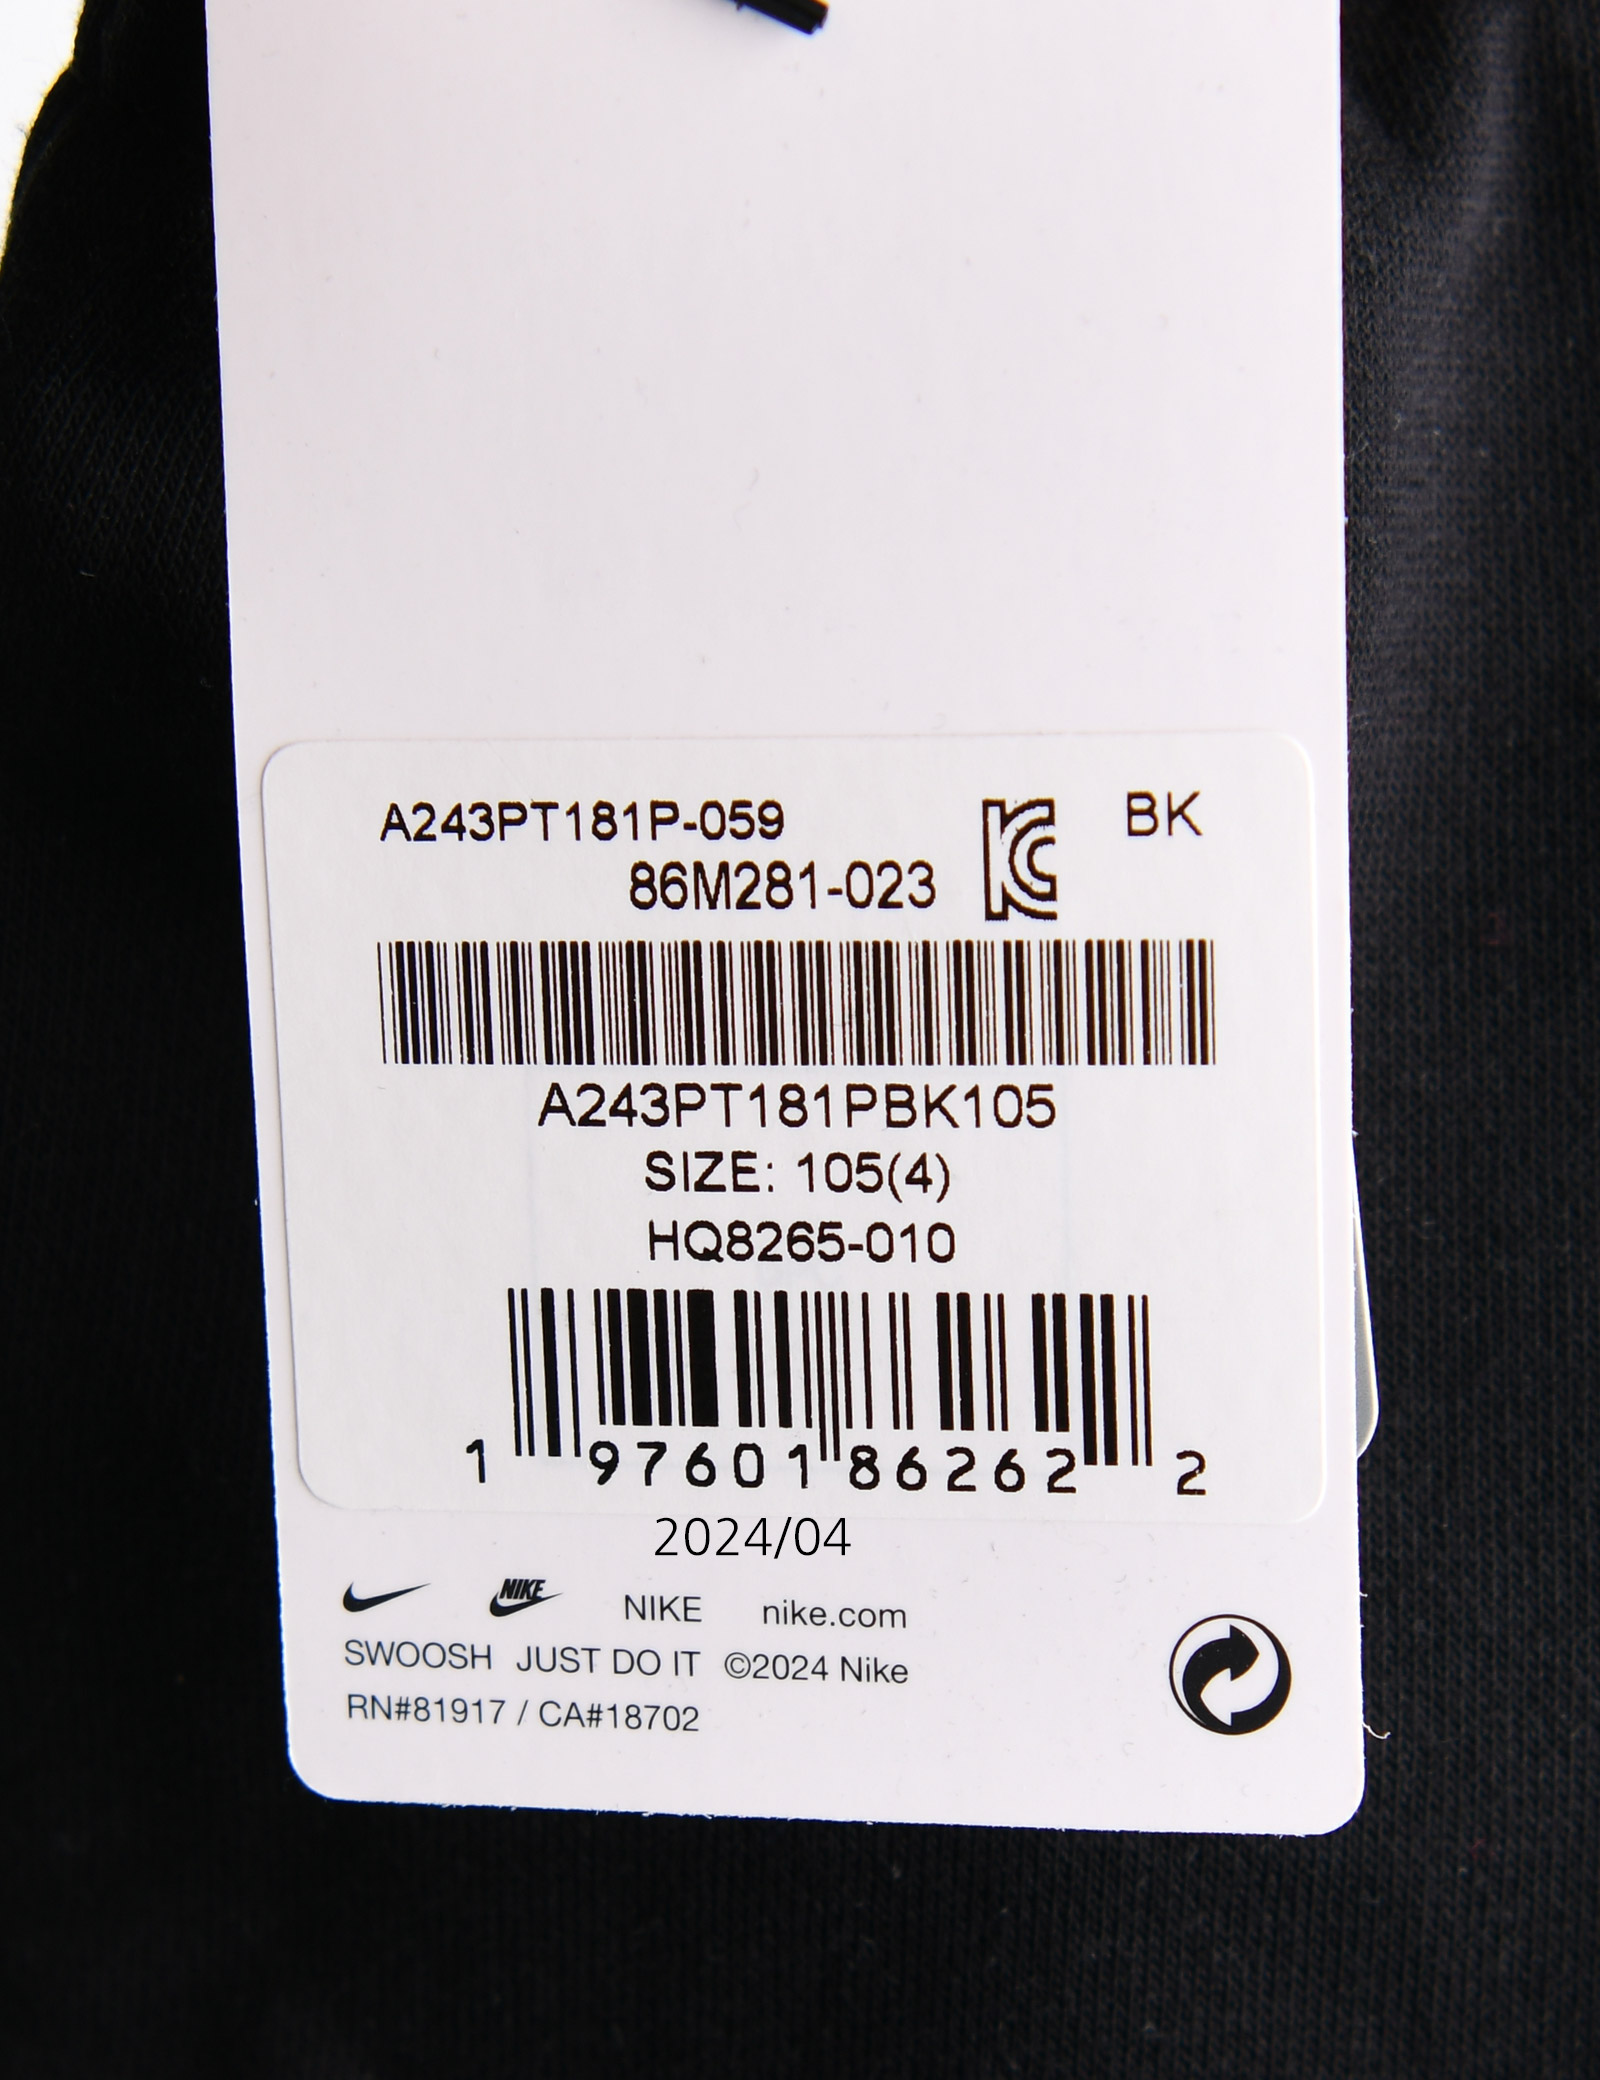 A243PT181P-059 BK
86M281-023
A243PT181PBK105
SIZE: 105(4)
HQ8265-010
1 97601 86262 2
2024/04
NIKE NIKE nike.com
SWOOSH JUST DO IT ©2024 Nike
RN#81917 / CA#18702